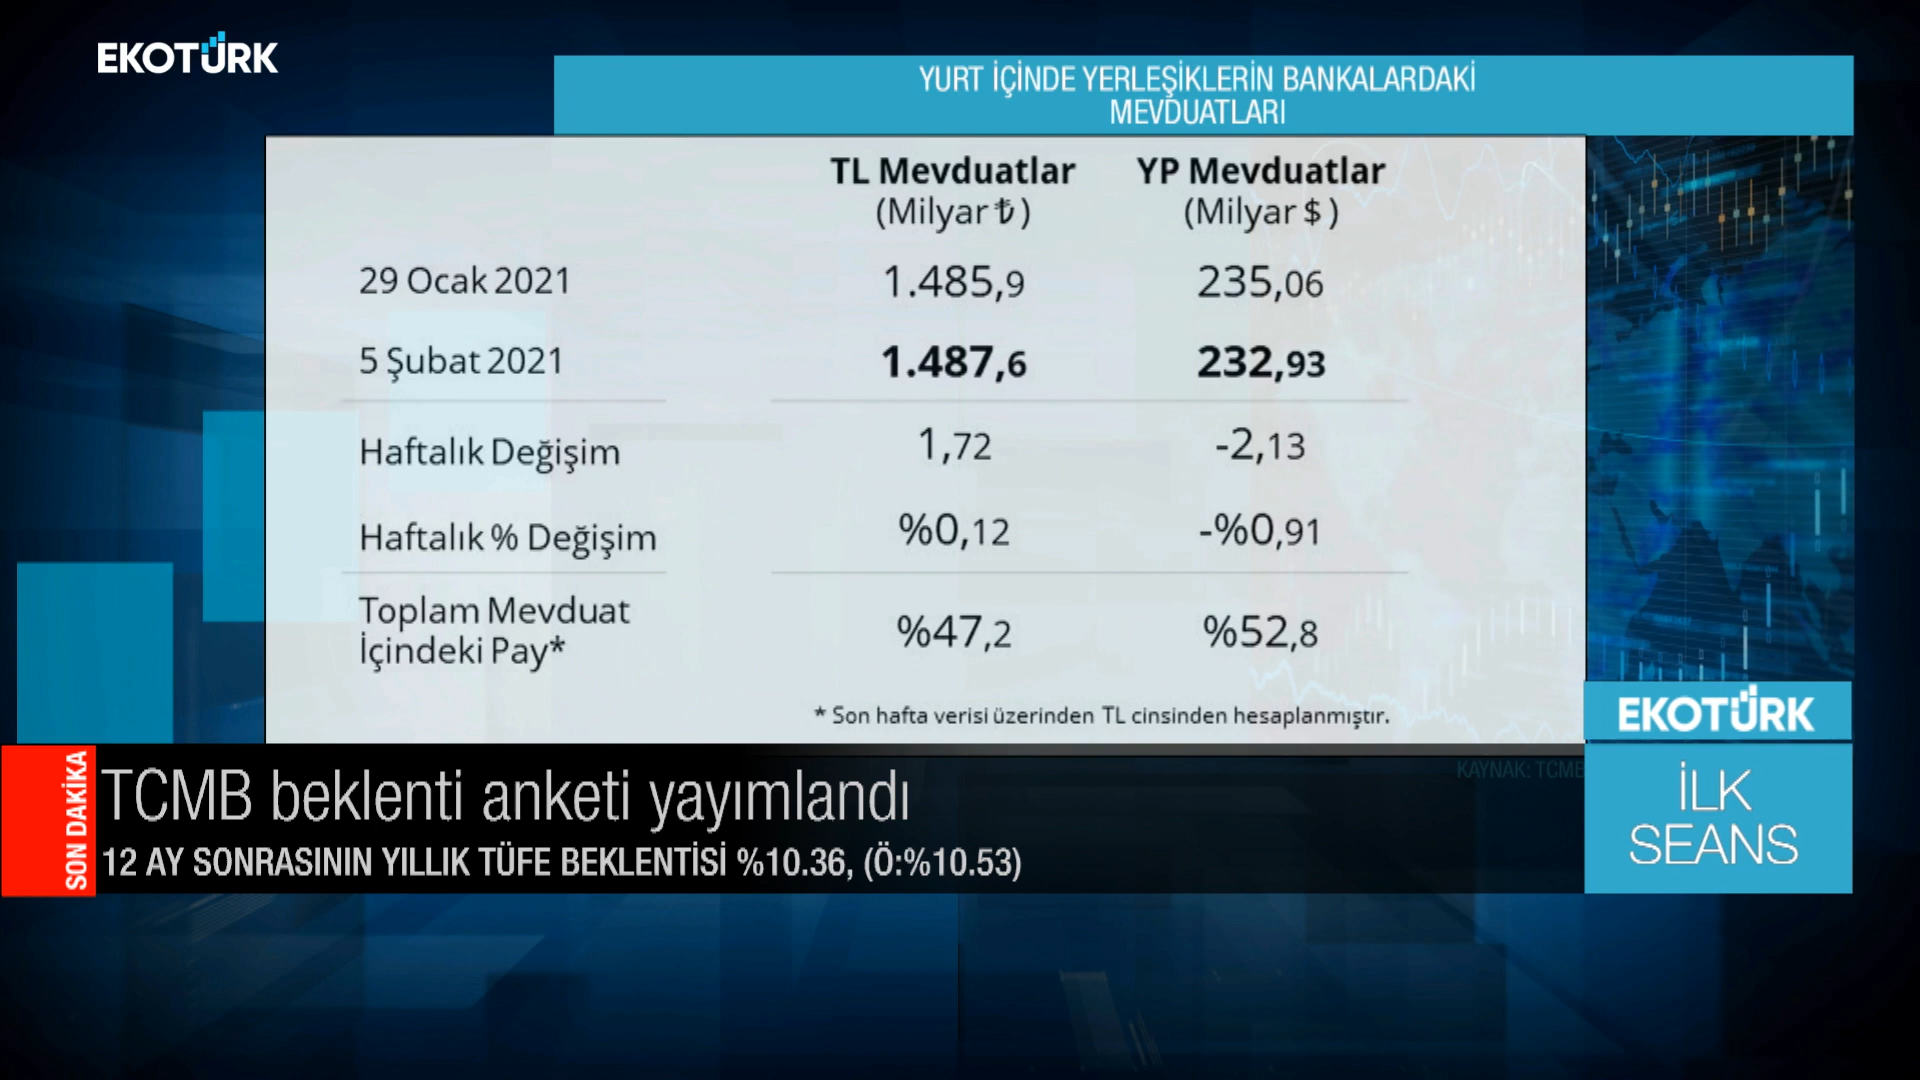 EKOTÜRK
YURT İÇİNDE YERLEŞİKLERİN BANKALARDAKİ
MEVDUATLARI
TL Mevduatlar YP Mevduatlar
(Milyar ₺) (Milyar $)
29 Ocak 2021 1.485,9 235,06
5 Şubat 2021 1.487,6 232,93
Haftalık Değişim 1,72 -2,13
Haftalık % Değişim %0,12 -%0,91
Toplam Mevduat
İçindeki Pay* %47,2 %52,8
* Son hafta verisi üzerinden TL cinsinden hesaplanmıştır.
EKOTÜRK
KAYNAK: TCMB
İLK
SEANS
SON DAKİKA
TCMB beklenti anketi yayımlandı
12 AY SONRASININ YILLIK TÜFE BEKLENTİSİ %10.36, (Ö:%10.53)